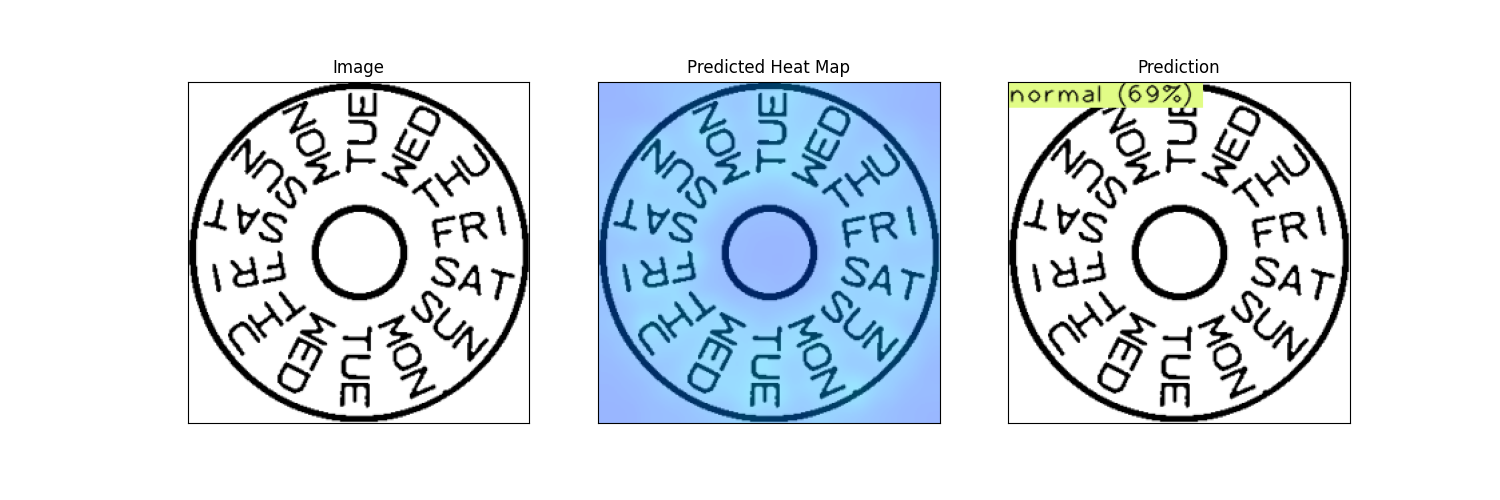 Image
TUE
WED
THU
FRI
SAT
SUN
MON
TUE
WED
THU
FRI
SAT
SUN
MON
Predicted Heat Map
TUE
WED
THU
FRI
SAT
SUN
MON
TUE
WED
THU
FRI
SAT
SUN
MON
Prediction
normal (69%)
TUE
WED
THU
FRI
SAT
SUN
MON
TUE
WED
THU
FRI
SAT
SUN
MON